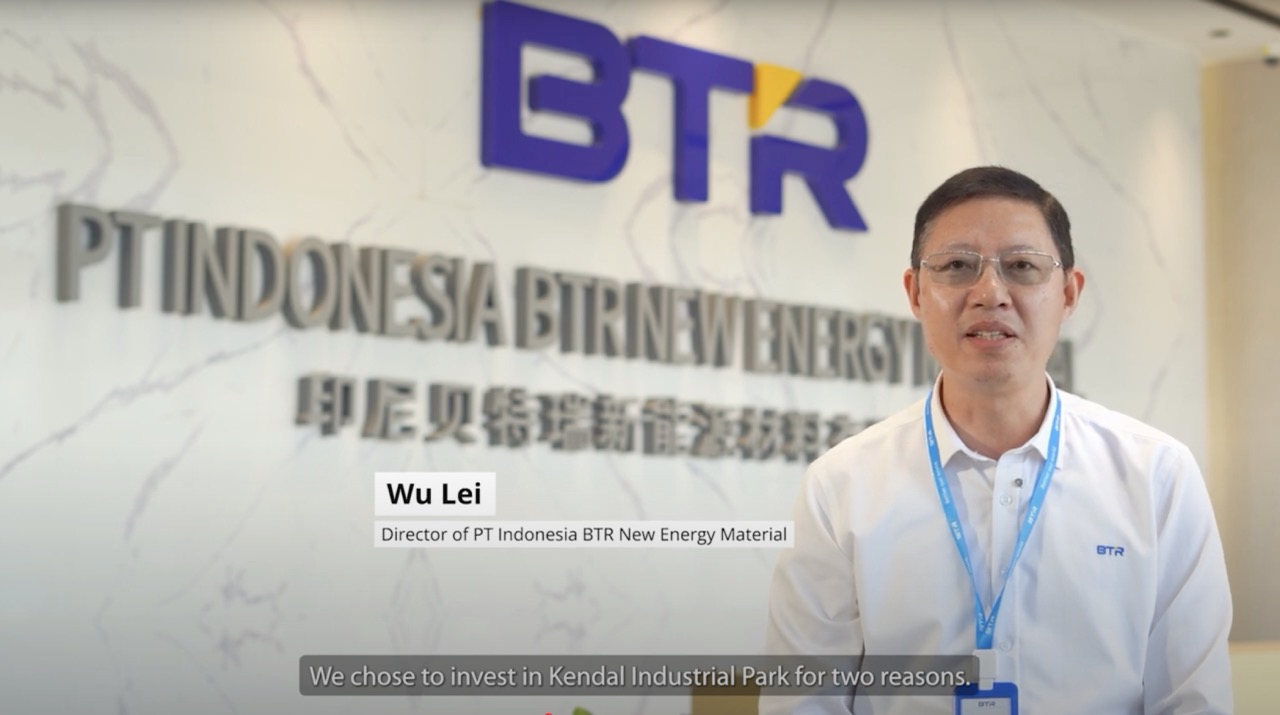 BTR
PT INDONESIA BTR NEW ENERGY
印尼贝特瑞新能源材料
Wu Lei
Director of PT Indonesia BTR New Energy Material
BTR
We chose to invest in Kendal Industrial Park for two reasons.
BTR